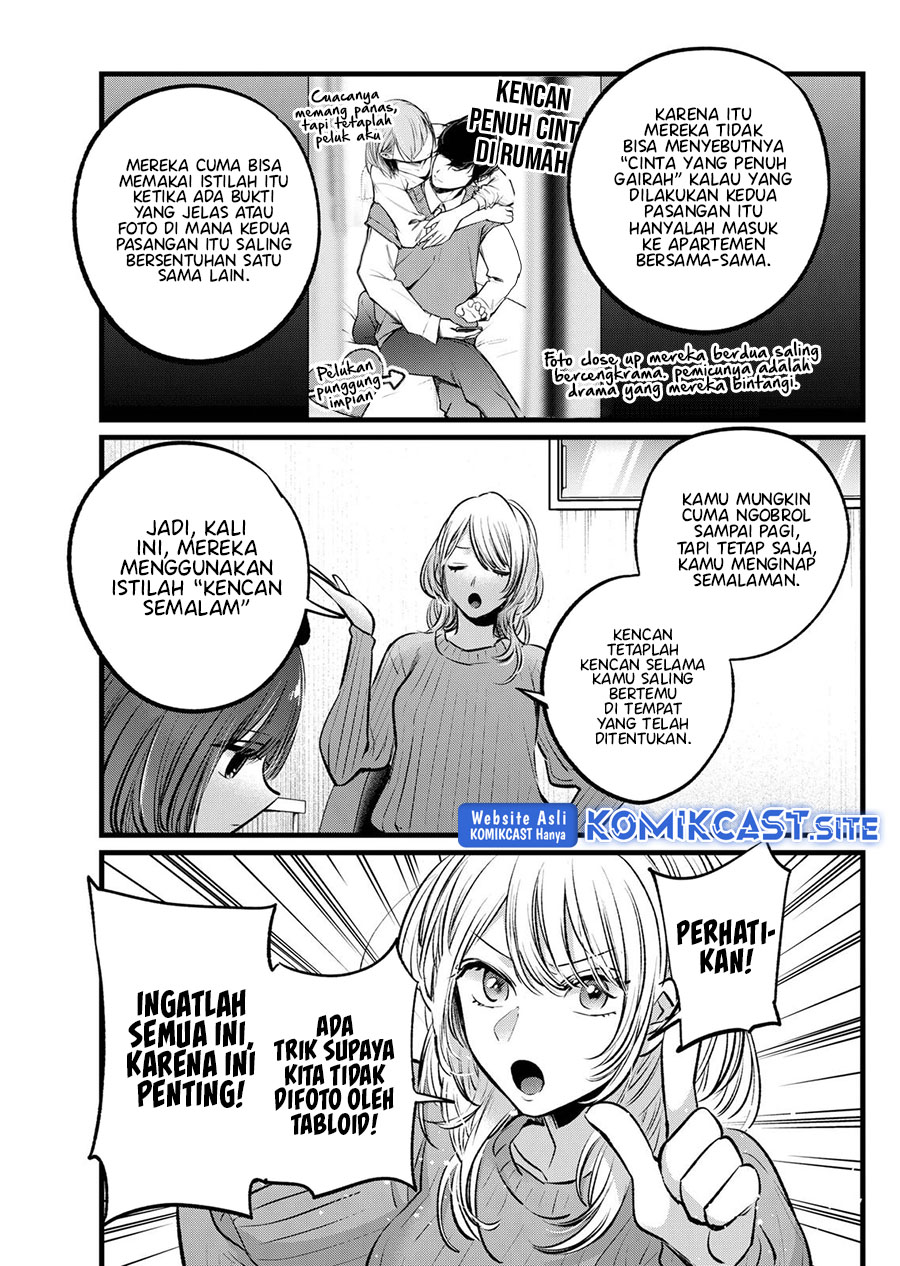 KARENA ITU
MEREKA TIDAK
BISA MENYEBUTNYA
"CINTA YANG PENUH
GAIRAH" KALAU YANG
DILAKUKAN KEDUA
PASANGAN ITU
HANYALAH MASUK
KE APARTEMEN
BERSAMA-SAMA.
KENCAN
PENUH CINT
DI RUMAH
Cuacanya
memang panas,
tapi tetaplah
peluk aku
MEREKA CUMA BISA
MEMAKAI ISTILAH ITU
KETIKA ADA BUKTI
YANG JELAS ATAU
FOTO DI MANA KEDUA
PASANGAN ITU SALING
BERSENTUHAN SATU
SAMA LAIN.
Foto close up mereka berdua saling
bercengkrama. pemicunya adalah
drama yang mereka bintangi.
Pelukan
punggung
impian.
KAMU MUNGKIN
CUMA NGOBROL
SAMPAI PAGI,
TAPI TETAP SAJA,
KAMU MENGINAP
SEMALAMAN.
KENCAN
TETAPLAH
KENCAN SELAMA
KAMU SALING
BERTEMU
DI TEMPAT
YANG TELAH
DITENTUKAN.
JADI, KALI
INI, MEREKA
MENGGUNAKAN
ISTILAH "KENCAN
SEMALAM"
Website Asli
KOMIKCAST Hanya
KOMIKCAST.SITE
PERHATI-
KAN!
ADA
TRIK SUPAYA
KITA TIDAK
DIFOTO OLEH
TABLOID!
INGATLAH
SEMUA INI,
KARENA INI
PENTING!